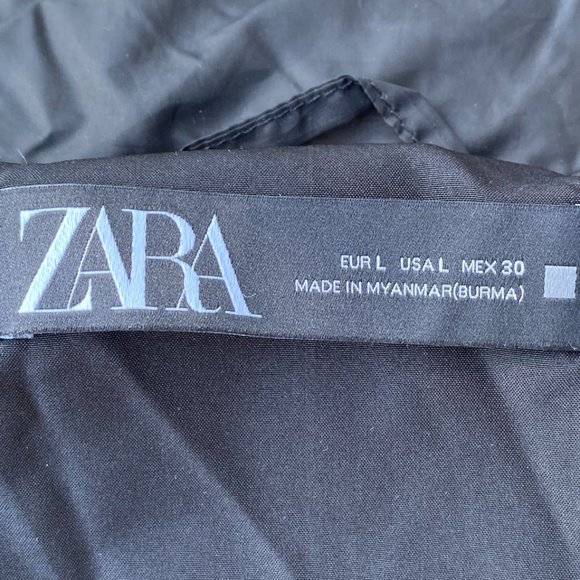 ZARA
EUR L USA L MEX 30
MADE IN MYANMAR(BURMA)